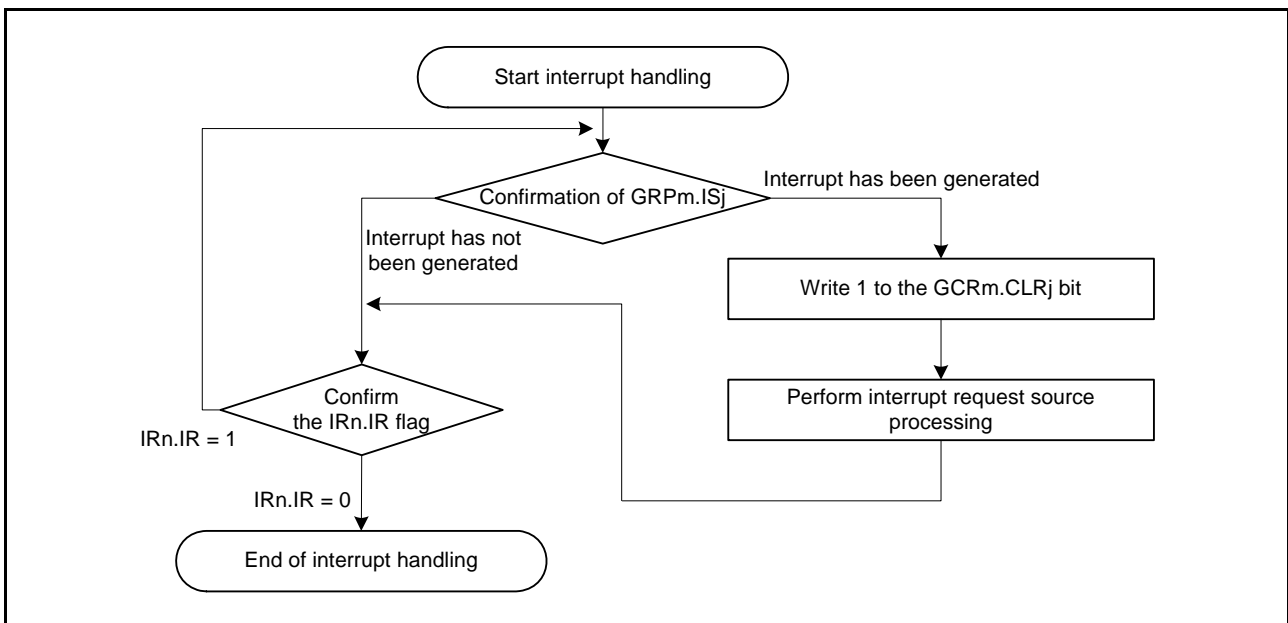 Start interrupt handling
Confirmation of GRPm.ISj
Interrupt has been generated
Interrupt has not
been generated
Write 1 to the GCRm.CLRj bit
Perform interrupt request source
processing
Confirm
the IRn.IR flag
IRn.IR = 1
IRn.IR = 0
End of interrupt handling